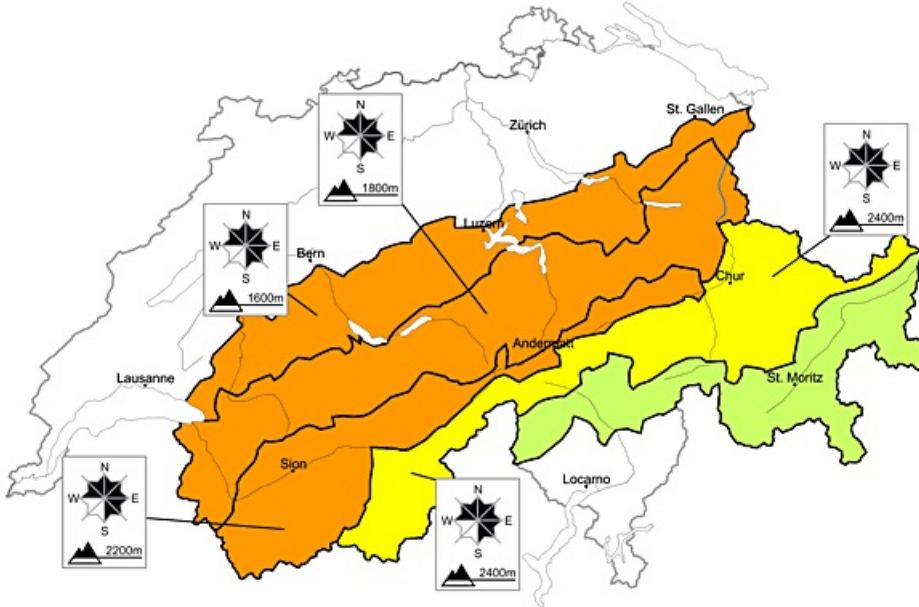 St. Gallen
Zürich
N
W E
S
1800m
N
W E
S
2400m
Luzern
N
W E
S
1600m
Bern
Chur
Andermatt
Lausanne
St. Moritz
Sion
Locarno
N
W E
S
2200m
N
W E
S
2400m